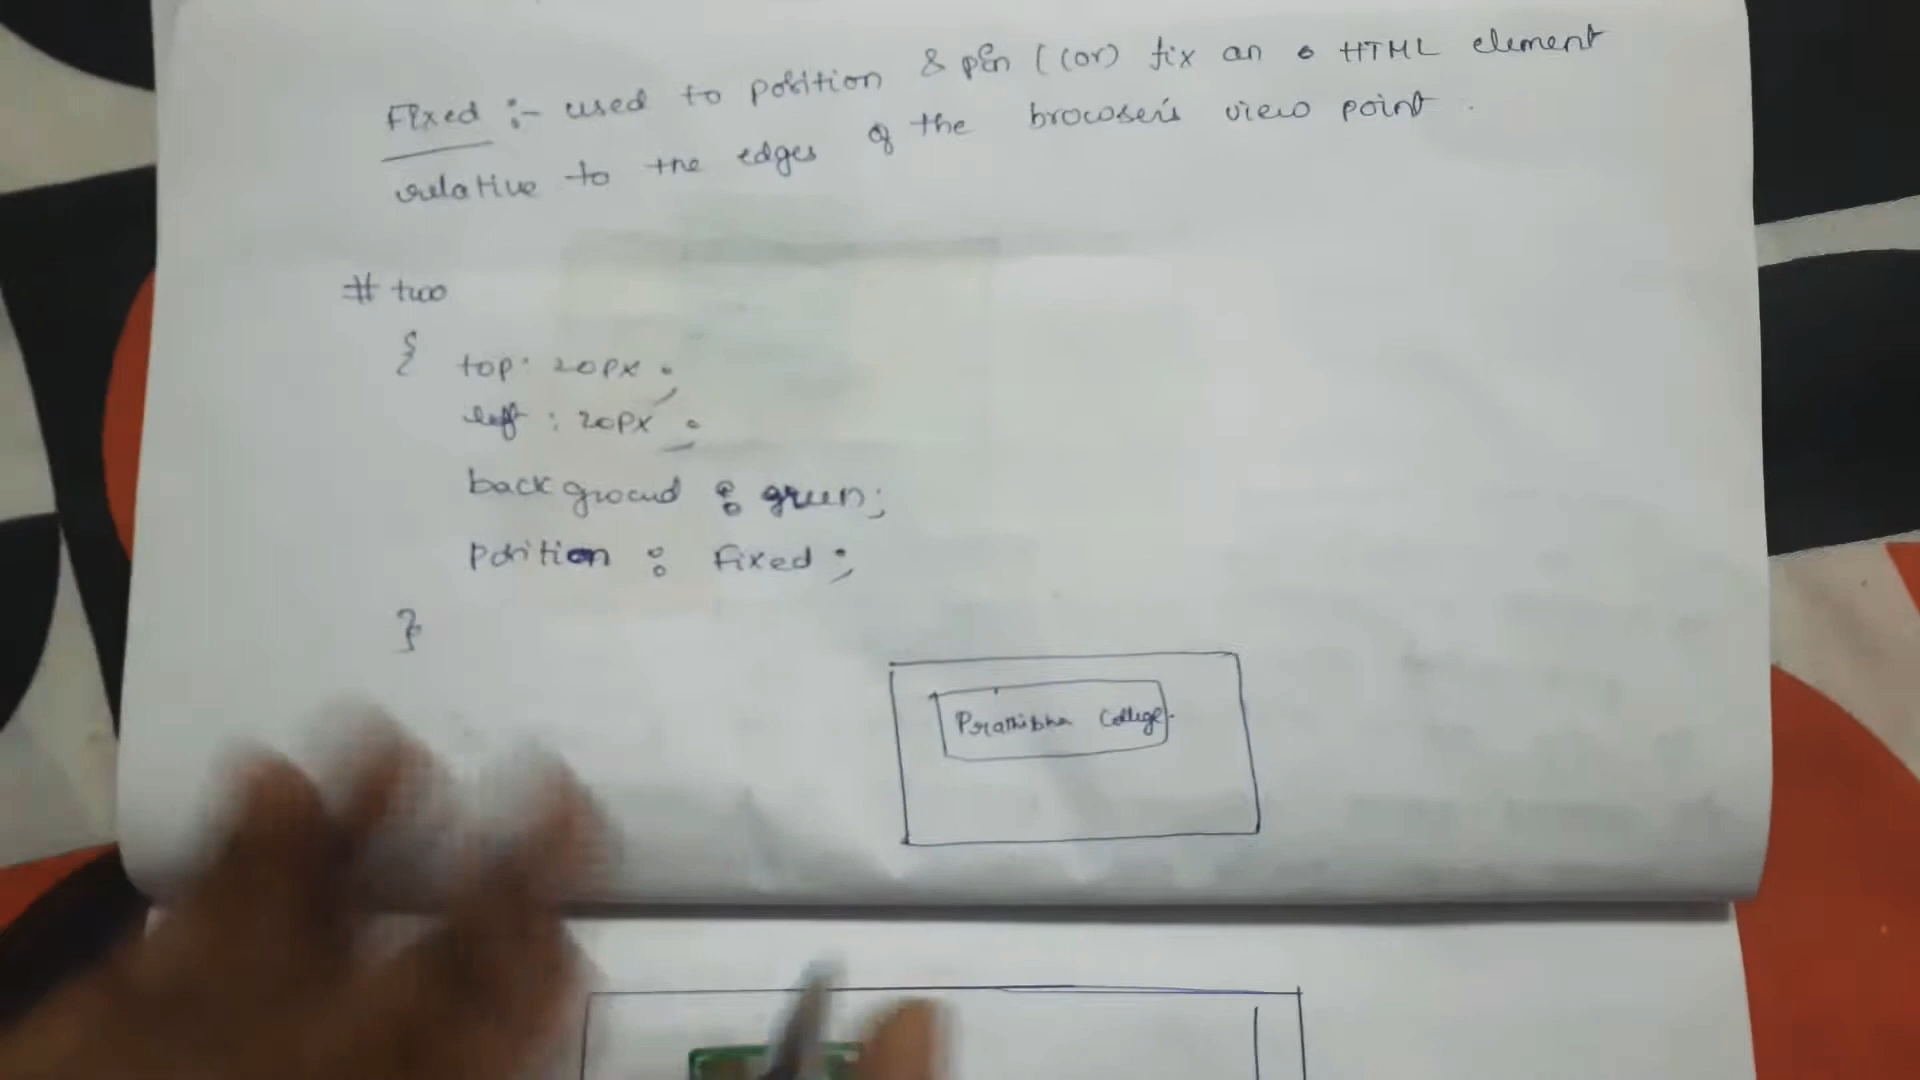 Fixed :- used to position & pin ((or) fix an HTML element
relative to the edges of the browser's view point.
# two
{ top: 20px ;
left : 20px ;
background : green;
position : fixed ;
}
Prathibha College.